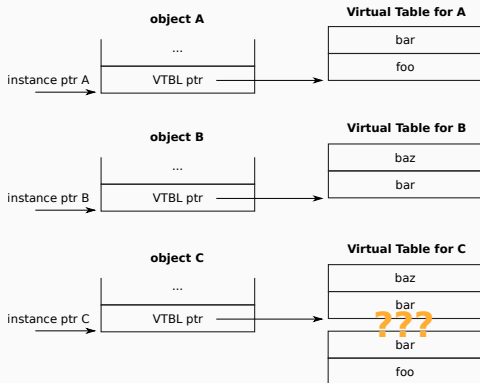 object A
Virtual Table for A
...
bar
instance ptr A
VTBL ptr
foo
object B
Virtual Table for B
...
baz
instance ptr B
VTBL ptr
bar
object C
Virtual Table for C
...
baz
instance ptr C
VTBL ptr
bar
???
bar
foo